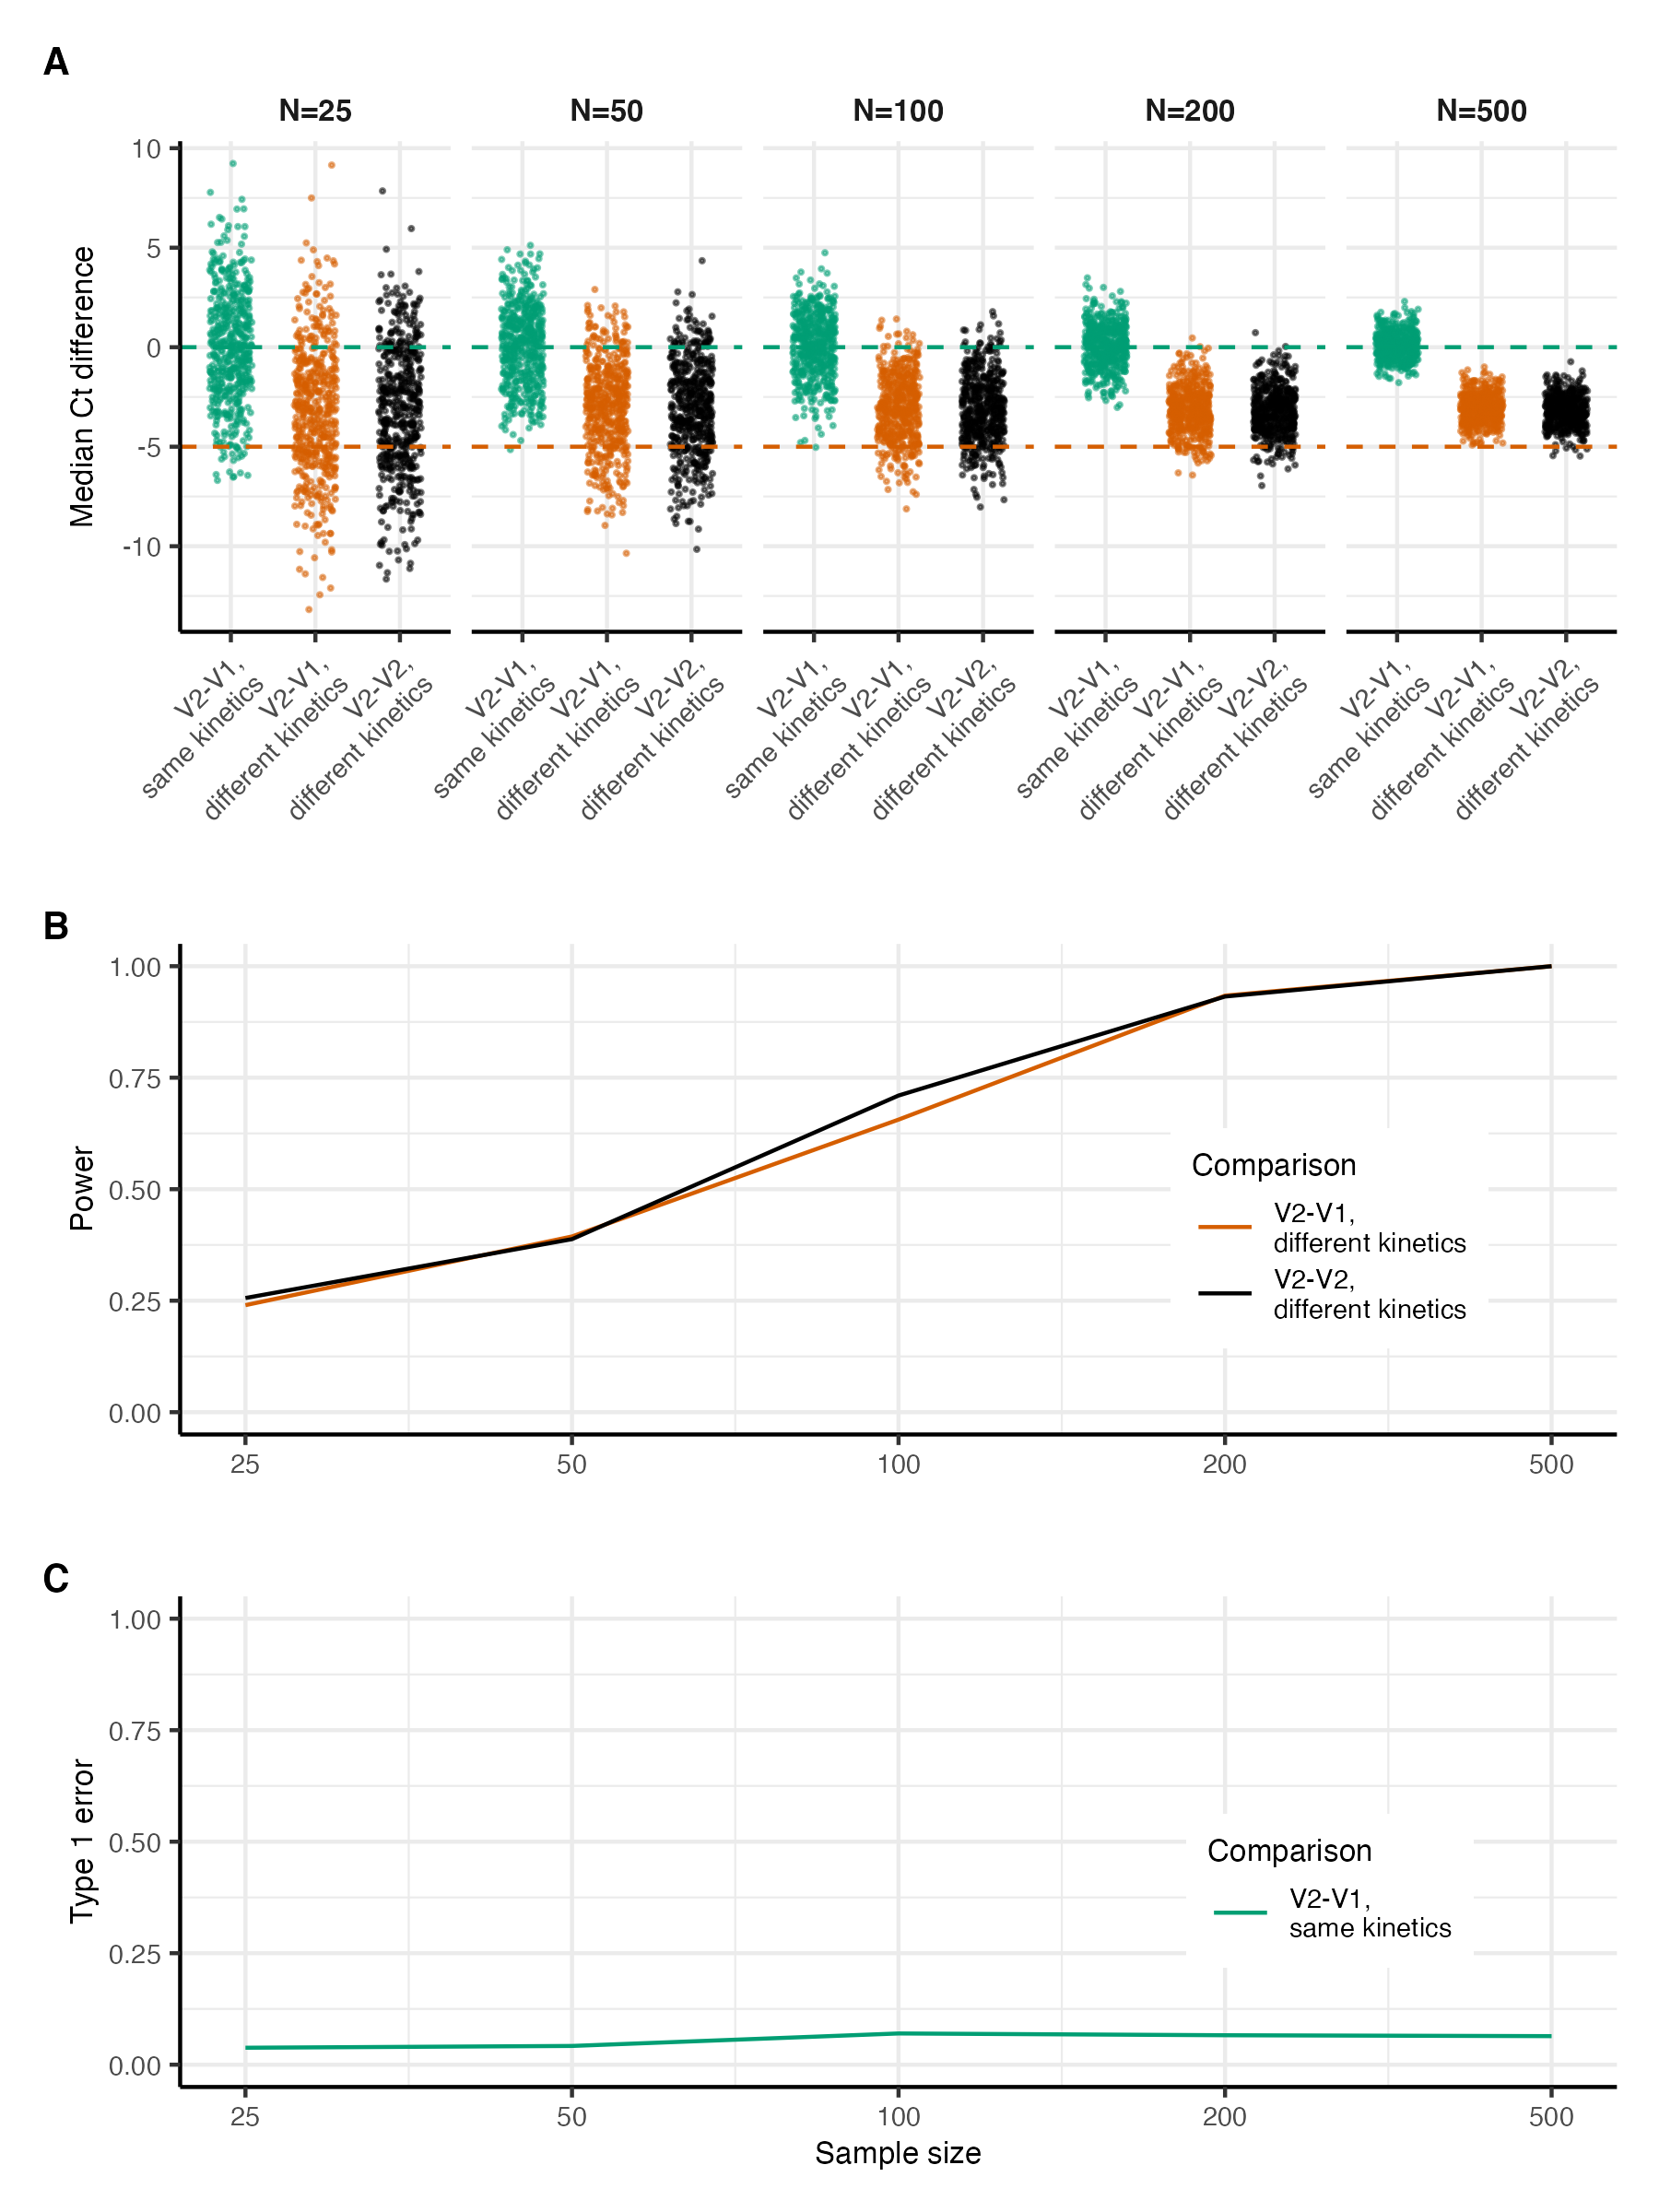 A
N=25 N=50 N=100 N=200 N=500
10
5
0
-5
-10
Median Ct difference
V2-V1,
same kinetics
V2-V1,
different kinetics
V2-V2,
different kinetics
V2-V1,
same kinetics
V2-V1,
different kinetics
V2-V2,
different kinetics
V2-V1,
same kinetics
V2-V1,
different kinetics
V2-V2,
different kinetics
V2-V1,
same kinetics
V2-V1,
different kinetics
V2-V2,
different kinetics
V2-V1,
same kinetics
V2-V1,
different kinetics
V2-V2,
different kinetics
B
1.00
0.75
0.50
0.25
0.00
Power
Comparison
V2-V1,
different kinetics
V2-V2,
different kinetics
25 50 100 200 500
C
1.00
0.75
0.50
0.25
0.00
Type 1 error
Comparison
V2-V1,
same kinetics
25 50 100 200 500
Sample size